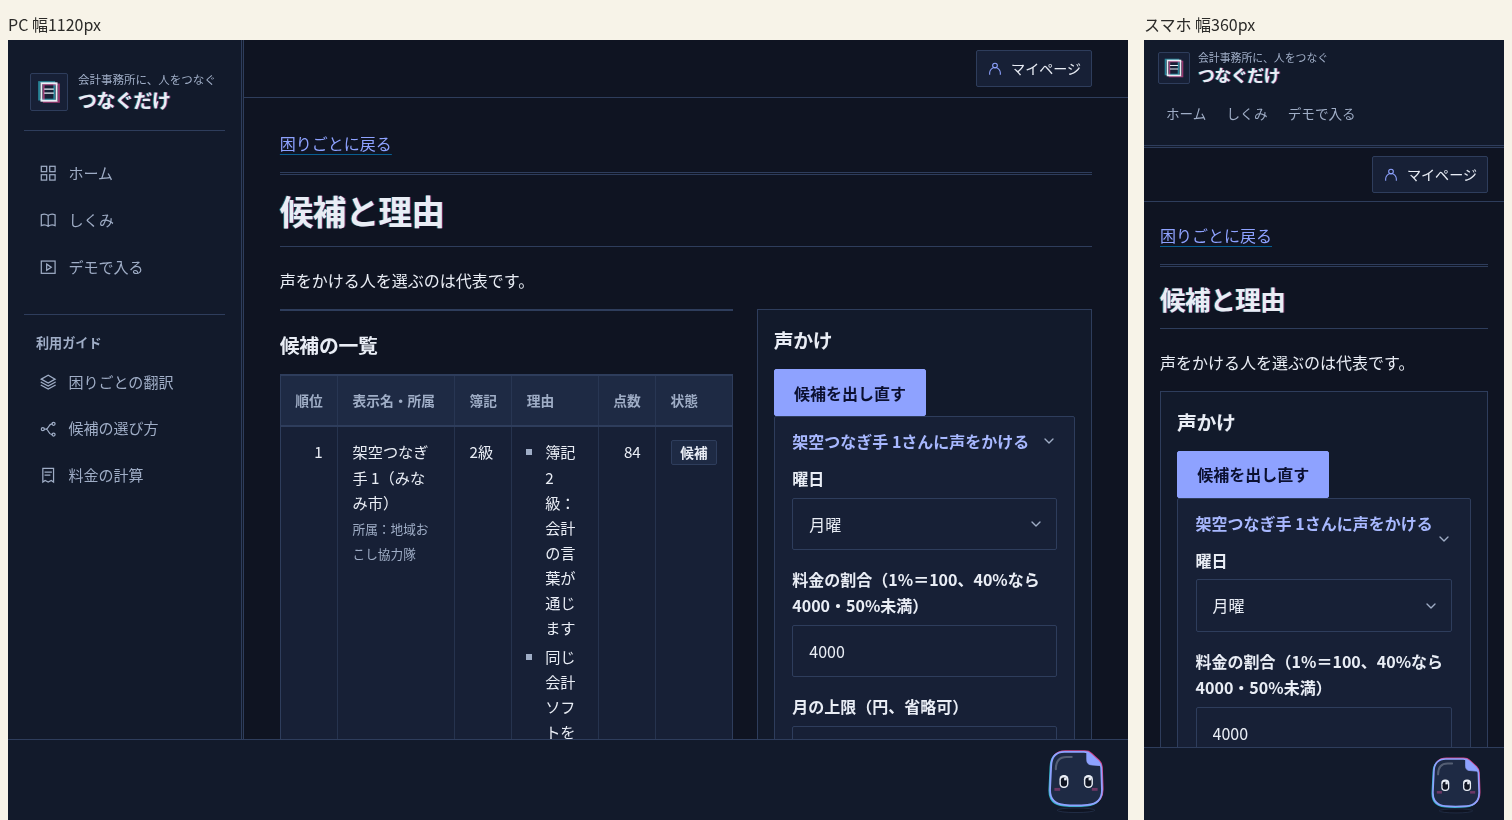 PC 幅1120px
会計事務所に、人をつなぐ
つなぐだけ
ホーム
しくみ
デモで入る
利用ガイド
困りごとの翻訳
候補の選び方
料金の計算
マイページ
困りごとに戻る
候補と理由
声をかける人を選ぶのは代表です。
候補の一覧
順位
表示名・所属
簿記
理由
点数
状態
1
架空つなぎ
手 1（みな
み市）
所属：地域お
こし協力隊
2級
簿記
2
級：
会計
の言
葉が
通じ
ます
同じ
会計
ソフ
トを
84
候補
声かけ
候補を出し直す
架空つなぎ手 1さんに声をかける
曜日
月曜
料金の割合（1%＝100、40%なら
4000・50%未満）
4000
月の上限（円、省略可）
スマホ 幅360px
会計事務所に、人をつなぐ
つなぐだけ
ホーム
しくみ
デモで入る
マイページ
困りごとに戻る
候補と理由
声をかける人を選ぶのは代表です。
声かけ
候補を出し直す
架空つなぎ手 1さんに声をかける
曜日
月曜
料金の割合（1%＝100、40%なら
4000・50%未満）
4000